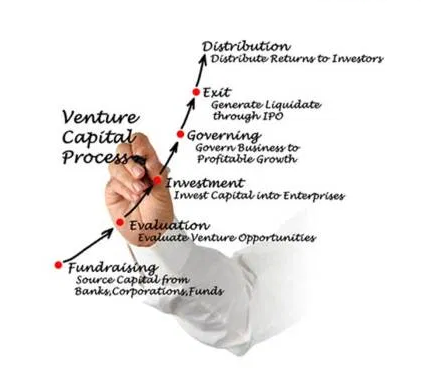 Distribution
Distribute Returns to Investors
Exit
Generate Liquidate
through IPO
Venture
Capital
Process
Governing
Govern Business to
Profitable Growth
Investment
Invest Capital into Enterprises
Evaluation
Evaluate Venture Opportunities
Fundraising
Source Capital from
Banks,Corporations,Funds